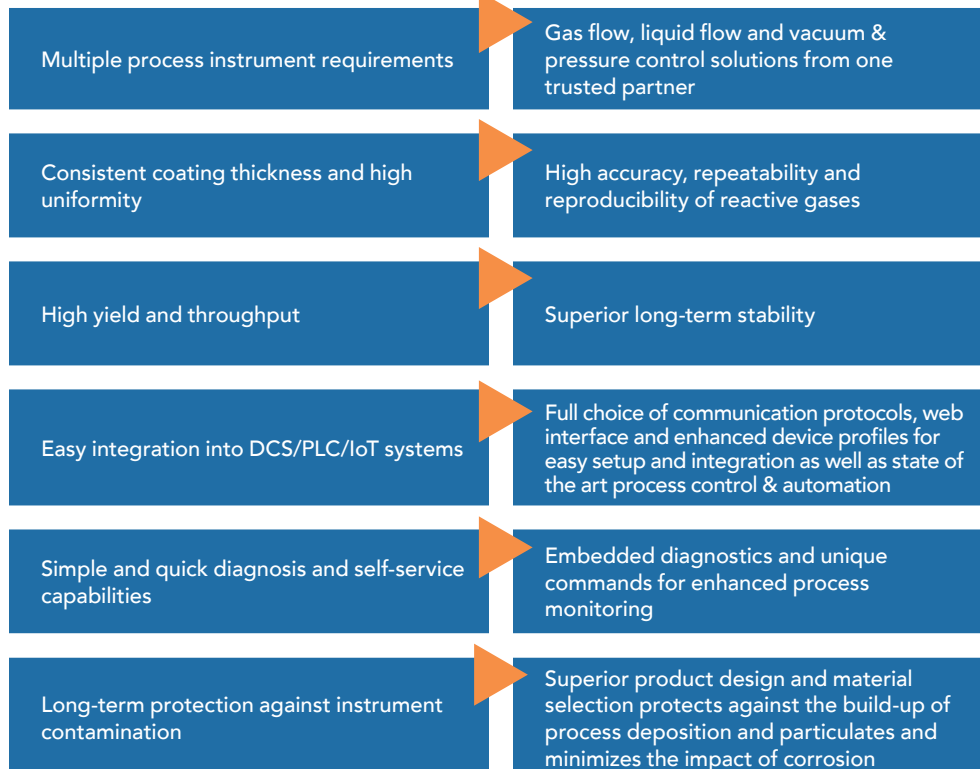 Multiple process instrument requirements
Gas flow, liquid flow and vacuum &
pressure control solutions from one
trusted partner
Consistent coating thickness and high
uniformity
High accuracy, repeatability and
reproducibility of reactive gases
High yield and throughput
Superior long-term stability
Easy integration into DCS/PLC/IoT systems
Full choice of communication protocols, web
interface and enhanced device profiles for
easy setup and integration as well as state of
the art process control & automation
Simple and quick diagnosis and self-service
capabilities
Embedded diagnostics and unique
commands for enhanced process
monitoring
Long-term protection against instrument
contamination
Superior product design and material
selection protects against the build-up of
process deposition and particulates and
minimizes the impact of corrosion